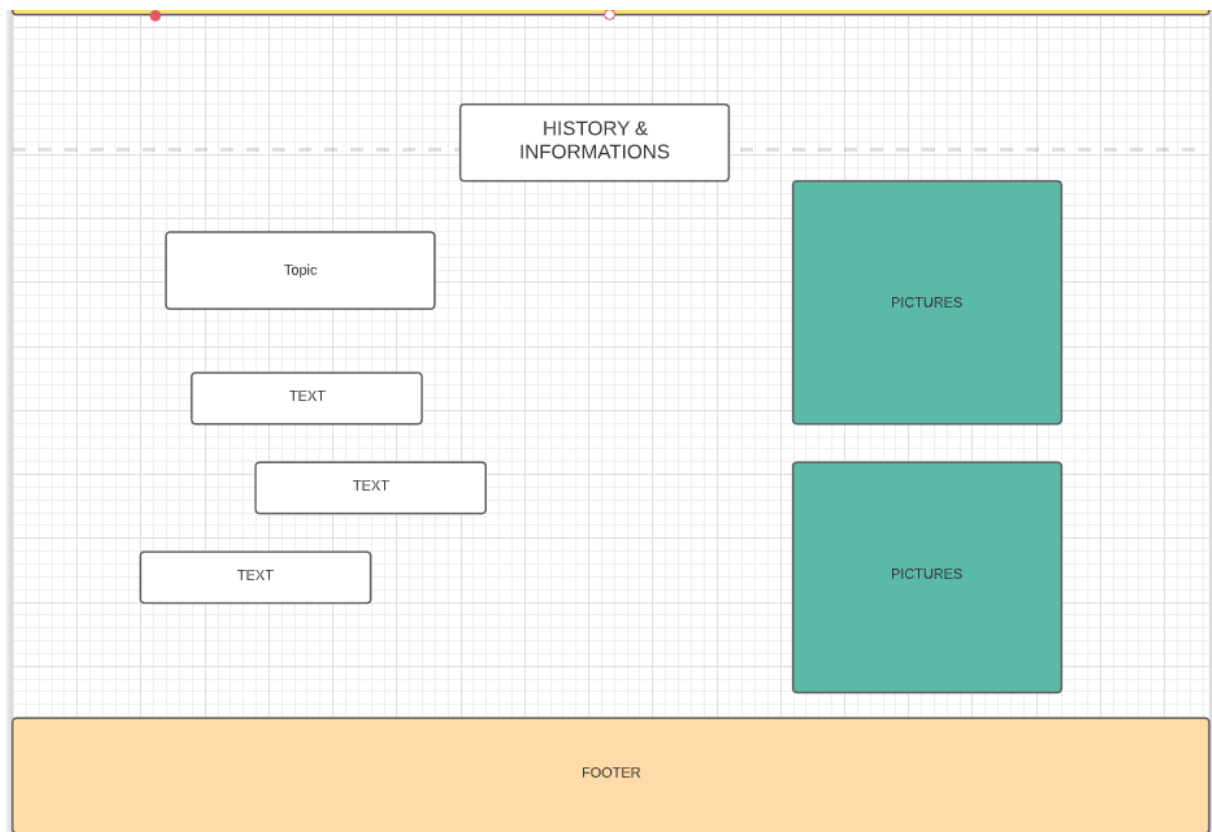 HISTORY &
INFORMATIONS
Topic
TEXT
TEXT
TEXT
PICTURES
PICTURES
FOOTER